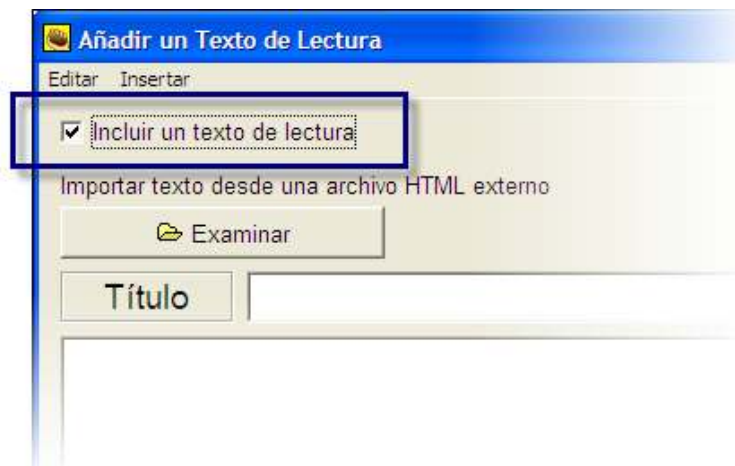 Añadir un Texto de Lectura
Editar Insertar
Incluir un texto de lectura
Importar texto desde una archivo HTML externo
Examinar
Título